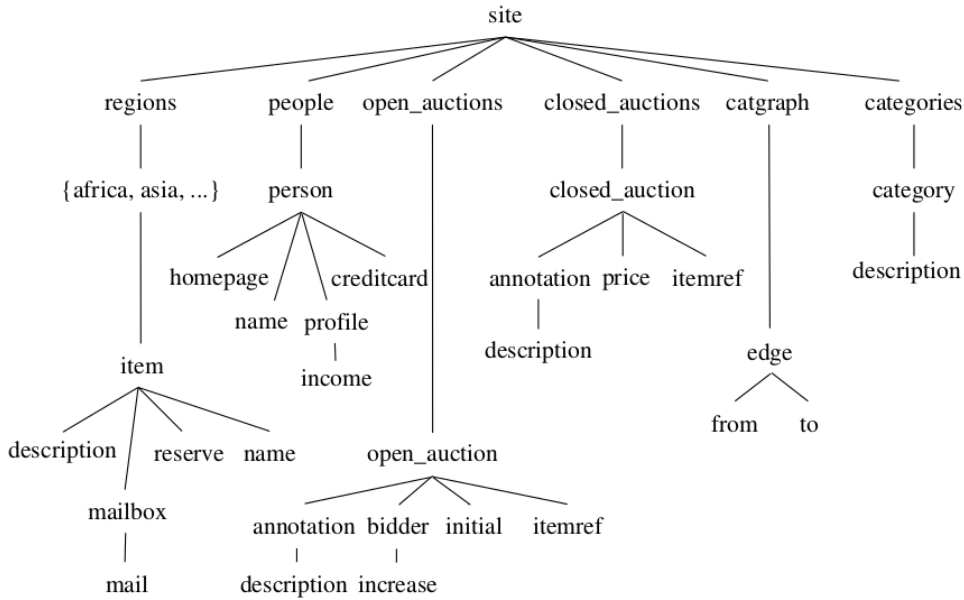 site
regions people open_auctions closed_auctions catgraph categories
{africa, asia, ...} person closed_auction category
homepage creditcard annotation price itemref description
name profile
description edge
item income
from to
description reserve name open_auction
mailbox annotation bidder initial itemref
mail description increase